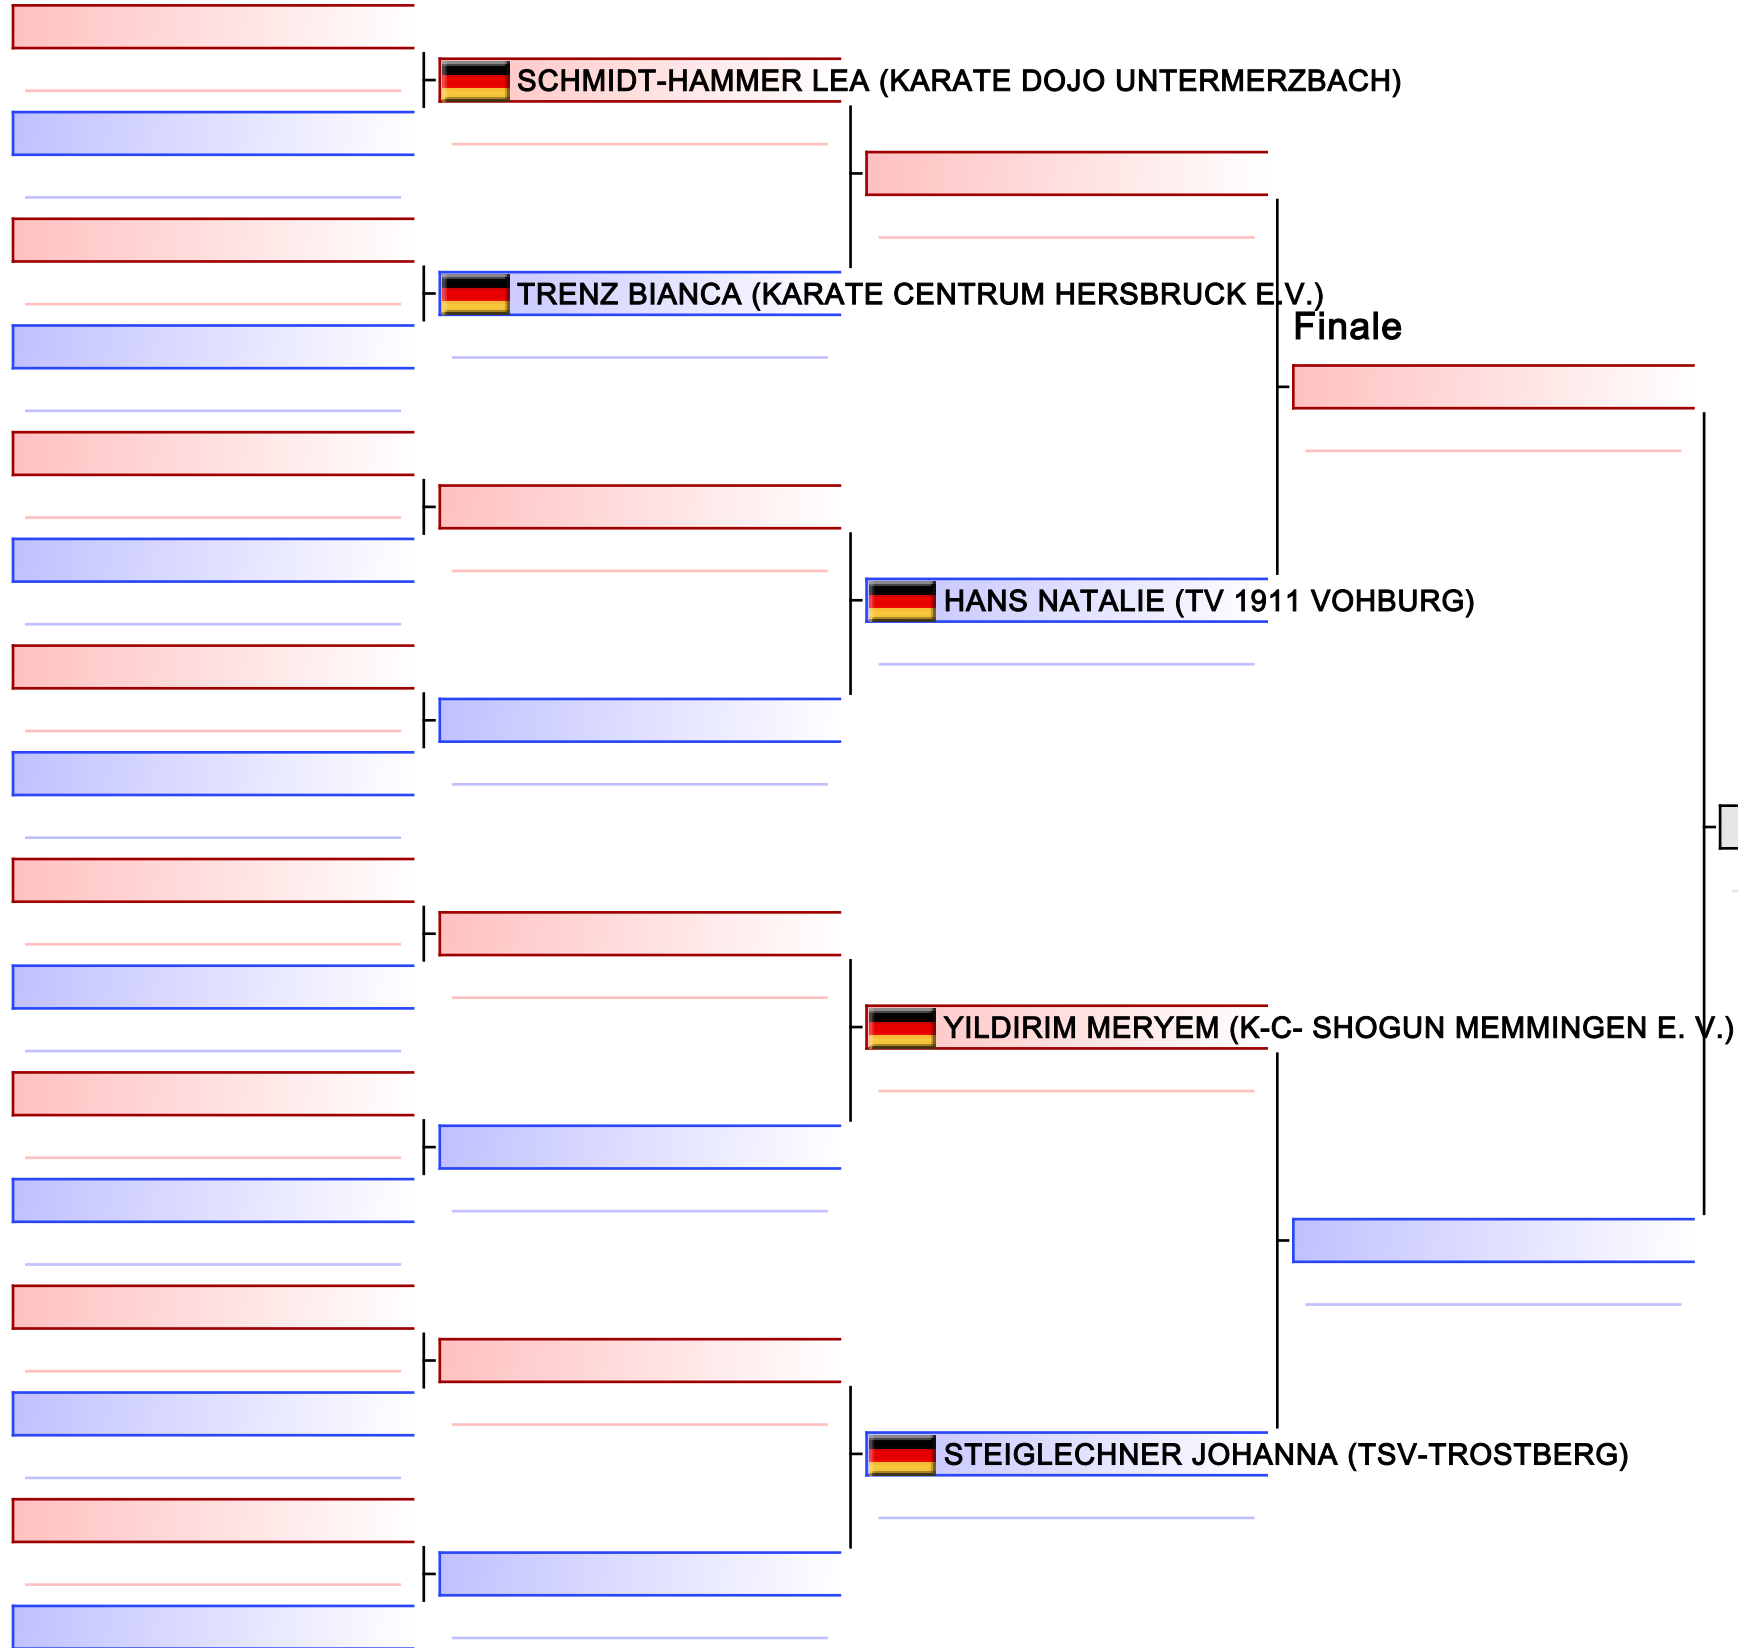 SCHMIDT-HAMMER LEA (KARATE DOJO UNTERMERZBACH)
TRENZ BIANCA (KARATE CENTRUM HERSBRUCK E.V.)
Finale
HANS NATALIE (TV 1911 VOHBURG)
YILDIRIM MERYEM (K-C- SHOGUN MEMMINGEN E. V.)
STEIGLECHNER JOHANNA (TSV-TROSTBERG)